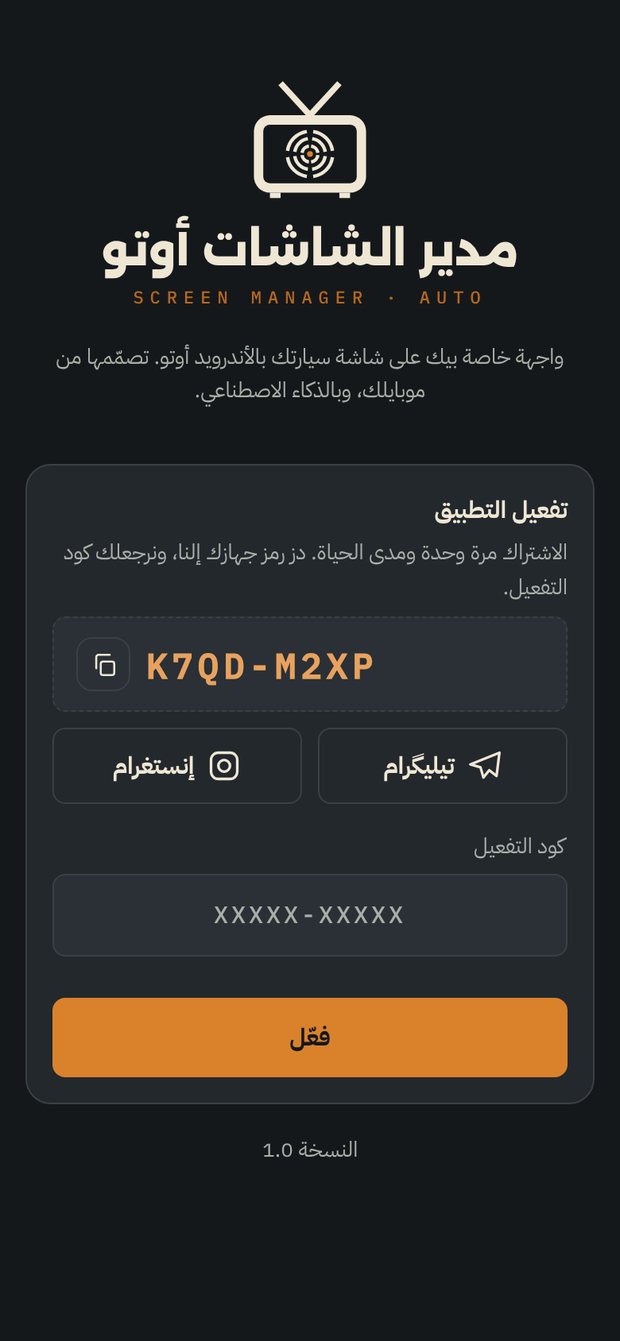 مدير الشاشات أوتو
SCREEN MANAGER · AUTO
واجهة خاصة بيك على شاشة سيارتك بالأندرويد أوتو. تصمّمها من
موبايلك، وبالذكاء الاصطناعي.
تفعيل التطبيق
الاشتراك مرة وحدة ومدى الحياة. دز رمز جهازك إلنا، ونرجعلك كود
التفعيل.
K7QD-M2XP
تيليگرام
إنستغرام
كود التفعيل
XXXXX-XXXXX
فعّل
النسخة 1.0